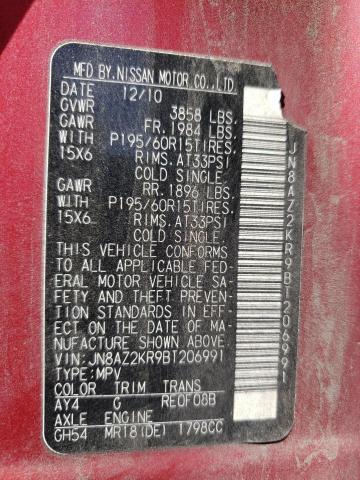 MFD BY, NISSAN MOTOR CO., LTD.
DATE 12/10
GVWR 3858 LBS.
GAWR FR. 1984 LBS.
WITH P195/60R15TIRES.
15X6 RIMS. AT33PSI
COLD SINGLE.
GAWR RR. 1896 LBS.
WITH P195/60R15TIRES.
15X6 RIMS. AT33PSI
COLD SINGLE.
THIS VEHICLE CONFORMS
TO ALL APPLICABLE FED-
ERAL MOTOR VEHICLE SA-
FETY AND THEFT
PREVENTION
STANDARDS IN EFF-
ECT ON THE DATE OF MA-
NUFACTURE SHOWN ABOVE.
VIN: JN8AZ2KR9BT206991
TYPE: MPV
COLOR TRIM TRANS
AY4 G RE0F08B
AXLE ENGINE
GH54 MR18(DE) 1798CC
JN8AZ2KR9BT206991